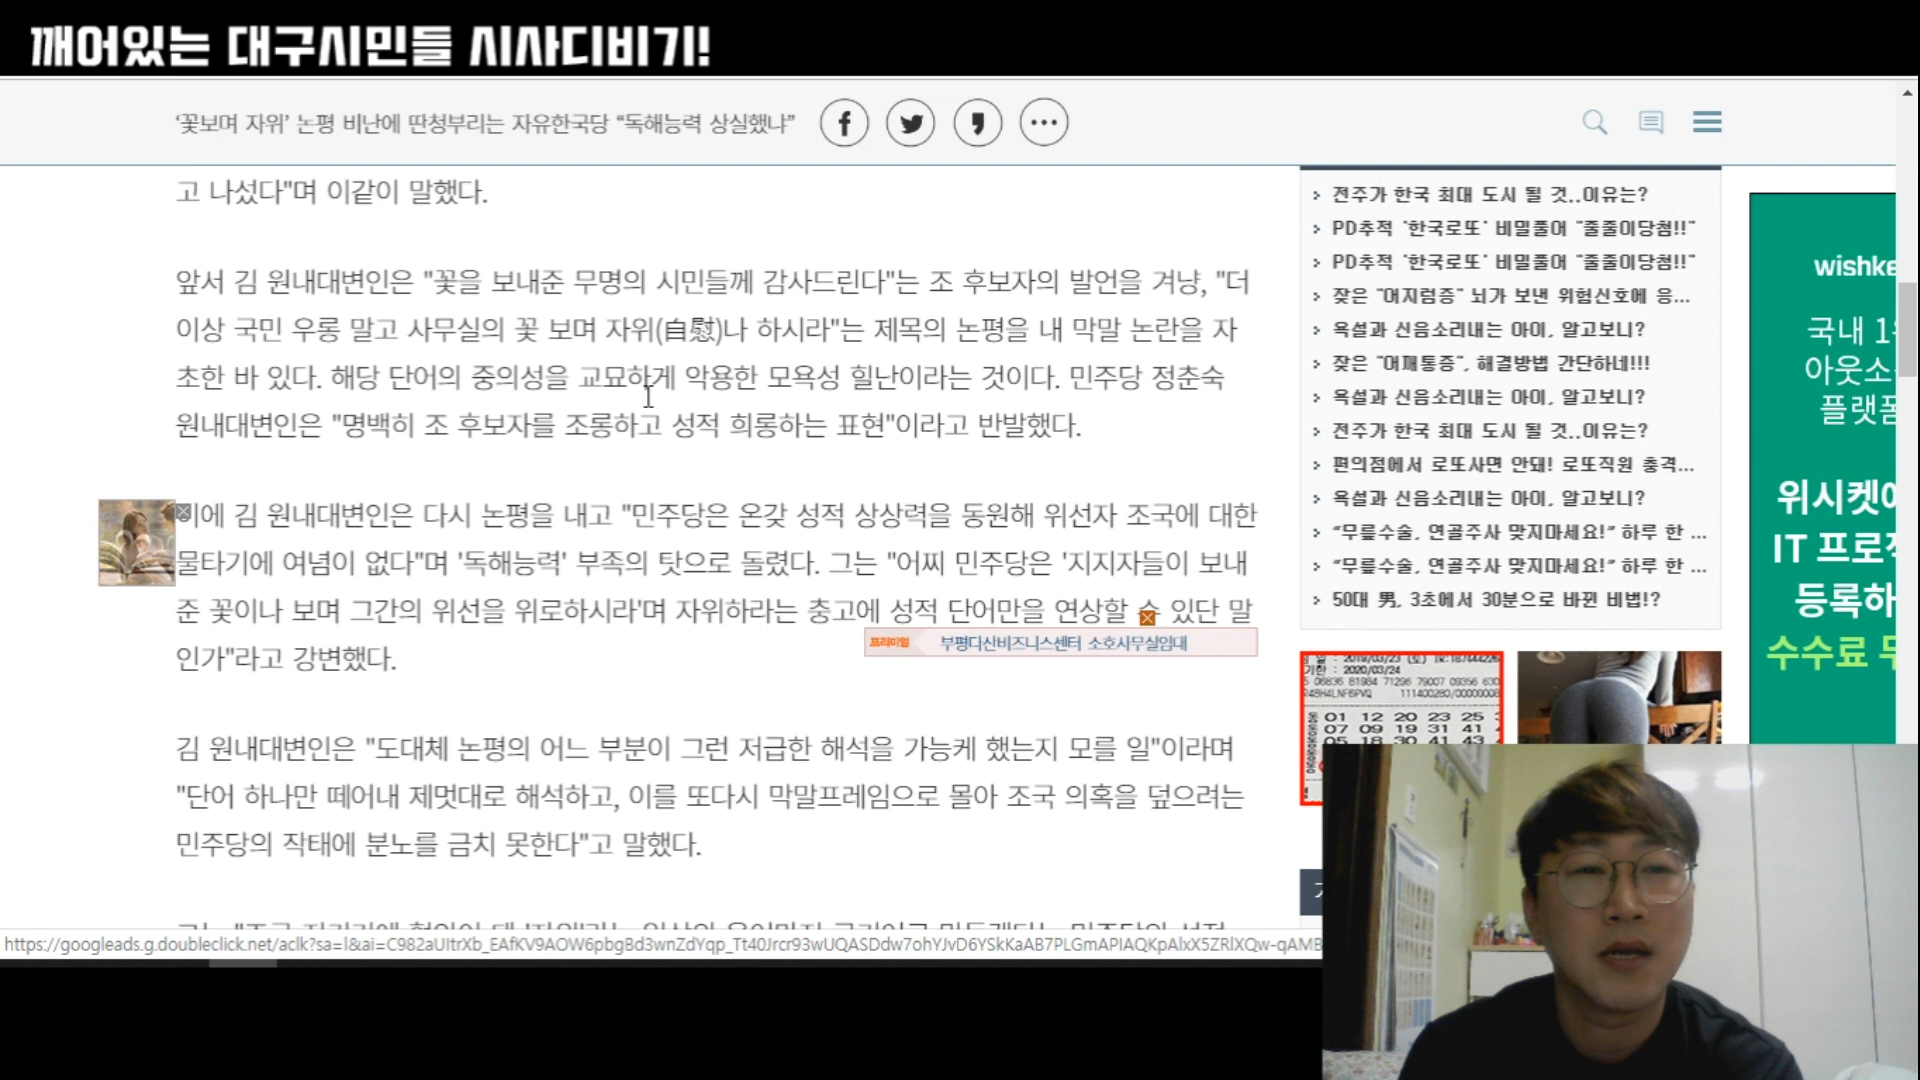 깨어있는 대구시민들 시사디비기!
'꽃보며 자위' 논평 비난에 딴청부리는 자유한국당 “독해능력 상실했나”
고 나섰다"며 이같이 말했다.
앞서 김 원내대변인은 "꽃을 보내준 무명의 시민들께 감사드린다"는 조 후보자의 발언을 겨냥, "더
이상 국민 우롱 말고 사무실의 꽃 보며 자위(自慰)나 하시라"는 제목의 논평을 내 막말 논란을 자
초한 바 있다. 해당 단어의 중의성을 교묘하게 악용한 모욕성 힐난이라는 것이다. 민주당 정춘숙
원내대변인은 "명백히 조 후보자를 조롱하고 성적 희롱하는 표현"이라고 반발했다.
이에 김 원내대변인은 다시 논평을 내고 "민주당은 온갖 성적 상상력을 동원해 위선자 조국에 대한
물타기에 여념이 없다"며 '독해능력' 부족의 탓으로 돌렸다. 그는 "어찌 민주당은 '지지자들이 보내
준 꽃이나 보며 그간의 위선을 위로하시라'며 자위하라는 충고에 성적 단어만을 연상할 수 있단 말
인가"라고 강변했다.
프리미엄 부평다산비즈니스센터 소호사무실임대
김 원내대변인은 "도대체 논평의 어느 부분이 그런 저급한 해석을 가능케 했는지 모를 일"이라며
"단어 하나만 떼어내 제멋대로 해석하고, 이를 또다시 막말프레임으로 몰아 조국 의혹을 덮으려는
민주당의 작태에 분노를 금치 못한다"고 말했다.
› 전주가 한국 최대 도시 될 것..이유는?
› PD추적 '한국로또' 비밀풀어 "줄줄이당첨!!"
› PD추적 '한국로또' 비밀풀어 "줄줄이당첨!!"
› 잦은 "어지럼증" 뇌가 보낸 위험신호에 응...
› 욕설과 신음소리내는 아이, 알고보니?
› 잦은 "어깨통증", 해결방법 간단하네!!!
› 욕설과 신음소리내는 아이, 알고보니?
› 전주가 한국 최대 도시 될 것..이유는?
› 편의점에서 로또사면 안돼! 로또직원 충격...
› 욕설과 신음소리내는 아이, 알고보니?
› “무릎수술, 연골주사 맞지마세요!” 하루 한 ...
› “무릎수술, 연골주사 맞지마세요!” 하루 한 ...
› 50대 男, 3초에서 30분으로 바뀐 비법!?
wishke
국내 1
아웃소
플랫폼
위시켓에
IT 프로
등록하
수수료 무
2020/03/24
01 12 20 23 25
07 09 19 31 41
05 18 30 41 43